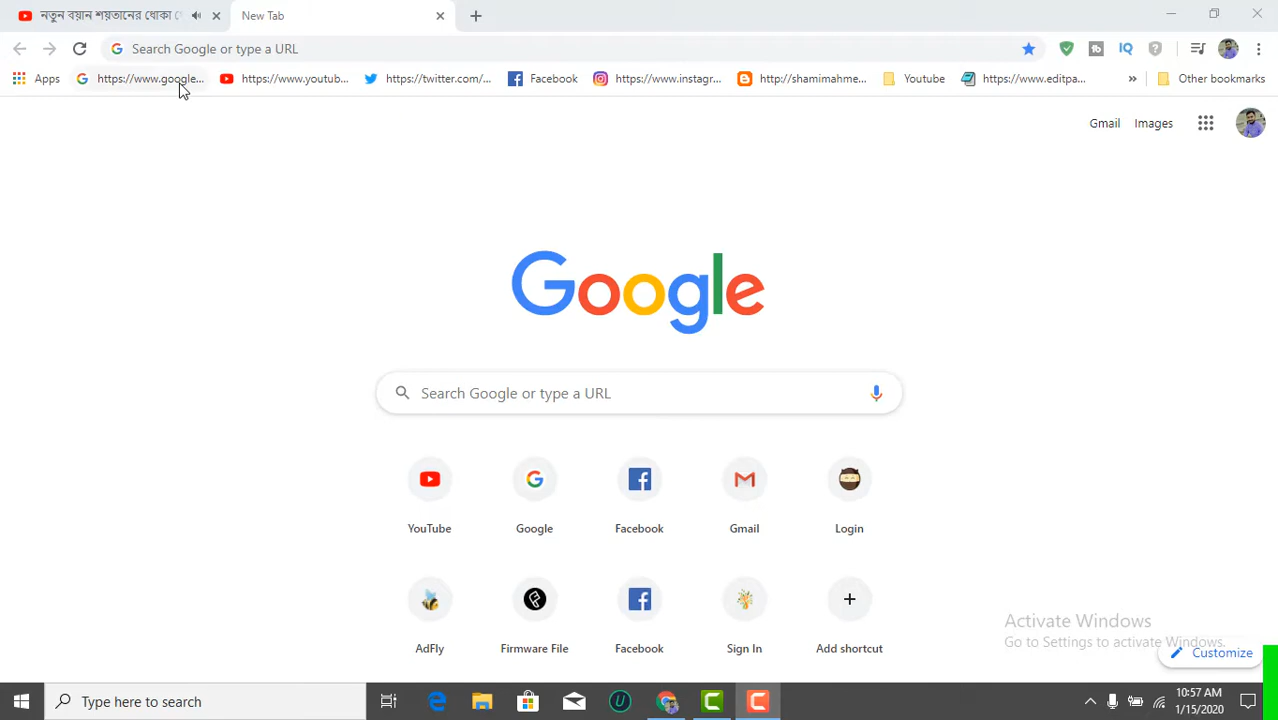 নতুন বয়ান শয়তানের ধোকা
New Tab
Search Google or type a URL
Apps
https://www.google...
https://www.youtub...
https://twitter.com/...
Facebook
https://www.instagr...
http://shamimahme...
Youtube
https://www.editpa...
»
Other bookmarks
Gmail
Images
Google
Search Google or type a URL
YouTube
Google
Facebook
Gmail
Login
AdFly
Firmware File
Facebook
Sign In
Add shortcut
Activate Windows
Go to Settings to activate Windows.
Customize
Type here to search
10:57 AM
1/15/2020